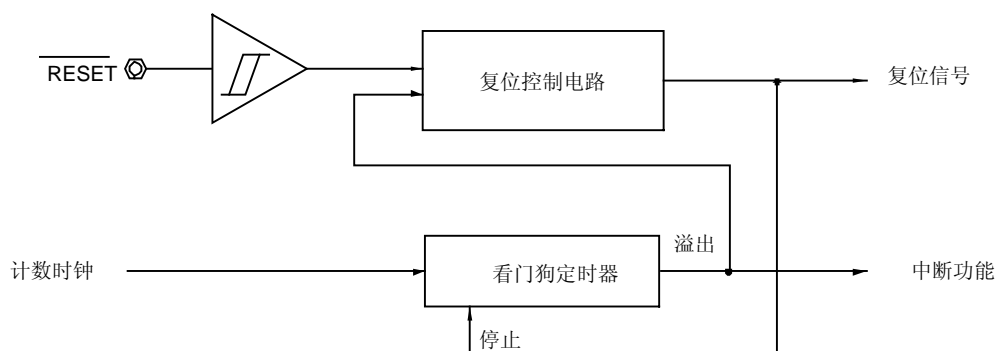 RESET
复位控制电路
复位信号
溢出
计数时钟
看门狗定时器
中断功能
停止